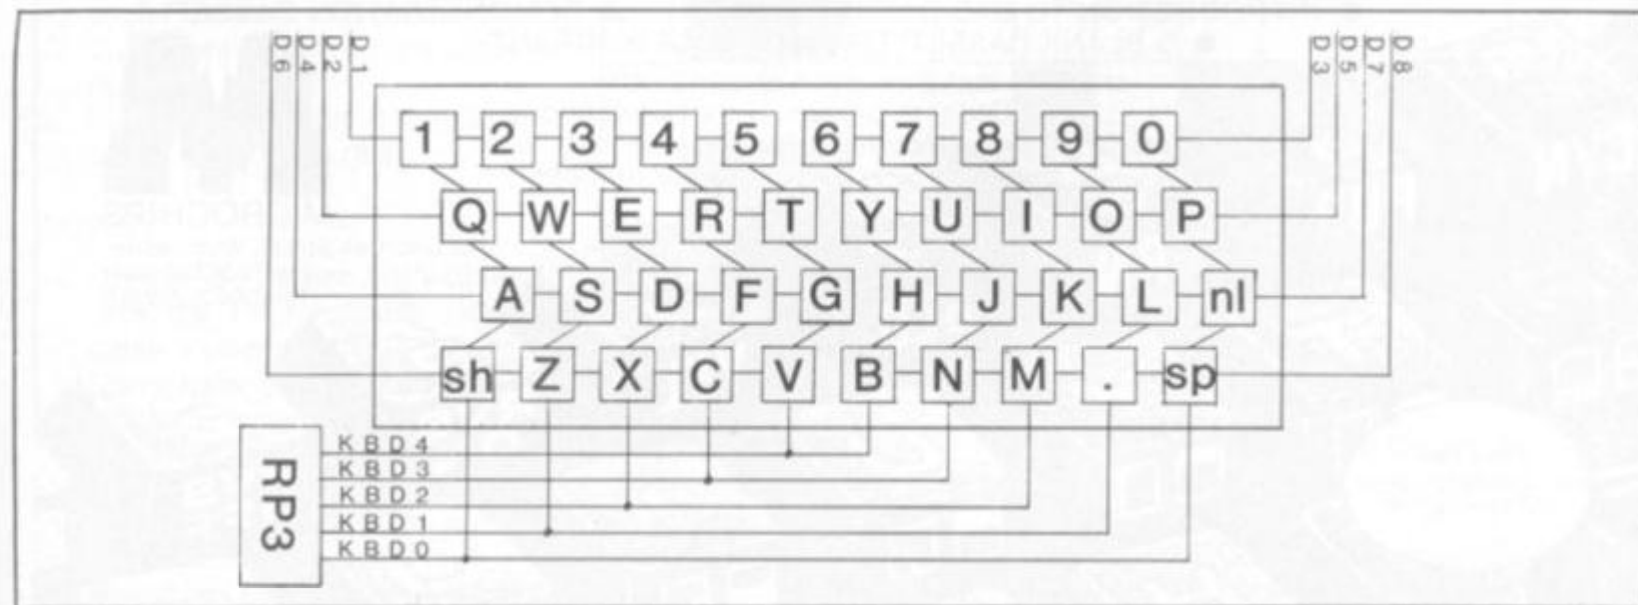 D6 D4 D2 D1
D3 D5 D7 D8
1 2 3 4 5 6 7 8 9 0
Q W E R T Y U I O P
A S D F G H J K L nl
sh Z X C V B N M . sp
RP3
KBD4
KBD3
KBD2
KBD1
KBD0